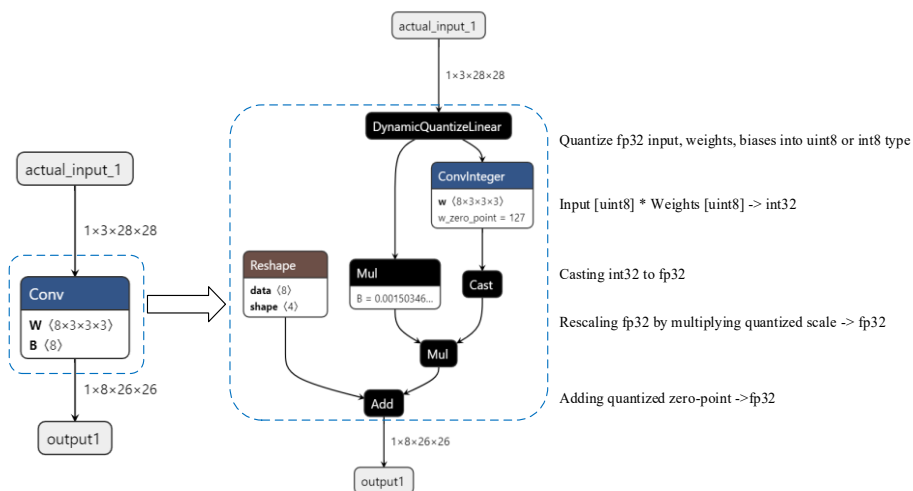 actual_input_1
1×3×28×28
Conv
W ⟨8×3×3×3⟩
B ⟨8⟩
1×8×26×26
output1
actual_input_1
1×3×28×28
DynamicQuantizeLinear
ConvInteger
w ⟨8×3×3×3⟩
w_zero_point = 127
Reshape
data ⟨8⟩
shape ⟨4⟩
Mul
B = 0.00150346...
Cast
Mul
Add
1×8×26×26
output1
Quantize fp32 input, weights, biases into uint8 or int8 type
Input [uint8] * Weights [uint8] -> int32
Casting int32 to fp32
Rescaling fp32 by multiplying quantized scale -> fp32
Adding quantized zero-point ->fp32